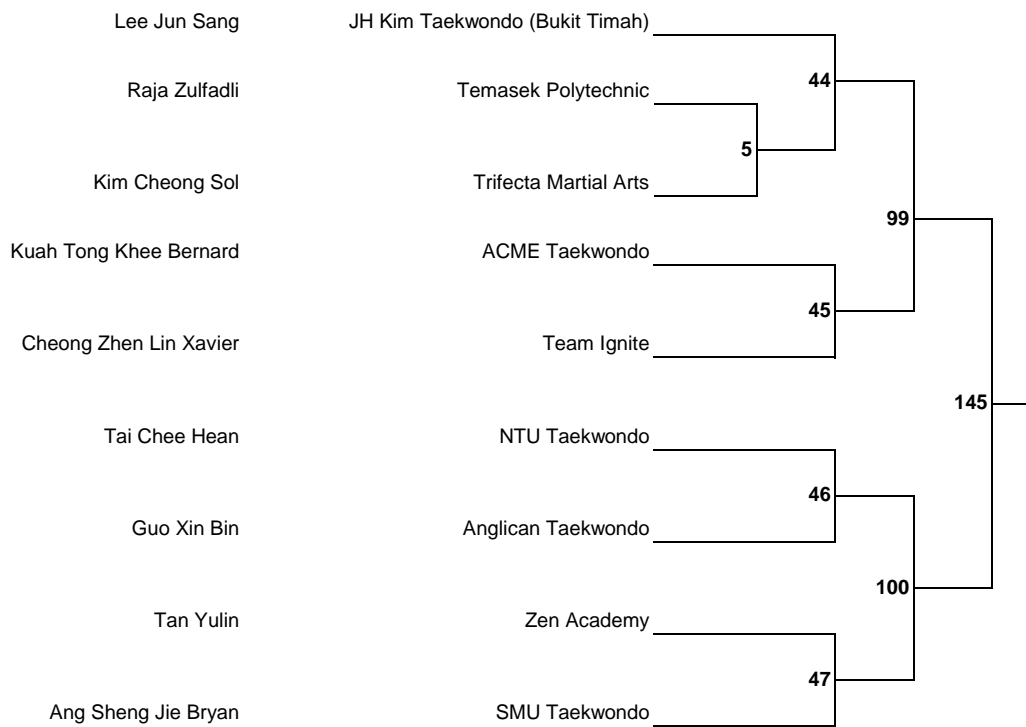 Lee Jun Sang JH Kim Taekwondo (Bukit Timah)
44
Raja Zulfadli Temasek Polytechnic
5
Kim Cheong Sol Trifecta Martial Arts
99
Kuah Tong Khee Bernard ACME Taekwondo
45
Cheong Zhen Lin Xavier Team Ignite
145
Tai Chee Hean NTU Taekwondo
46
Guo Xin Bin Anglican Taekwondo
100
Tan Yulin Zen Academy
47
Ang Sheng Jie Bryan SMU Taekwondo